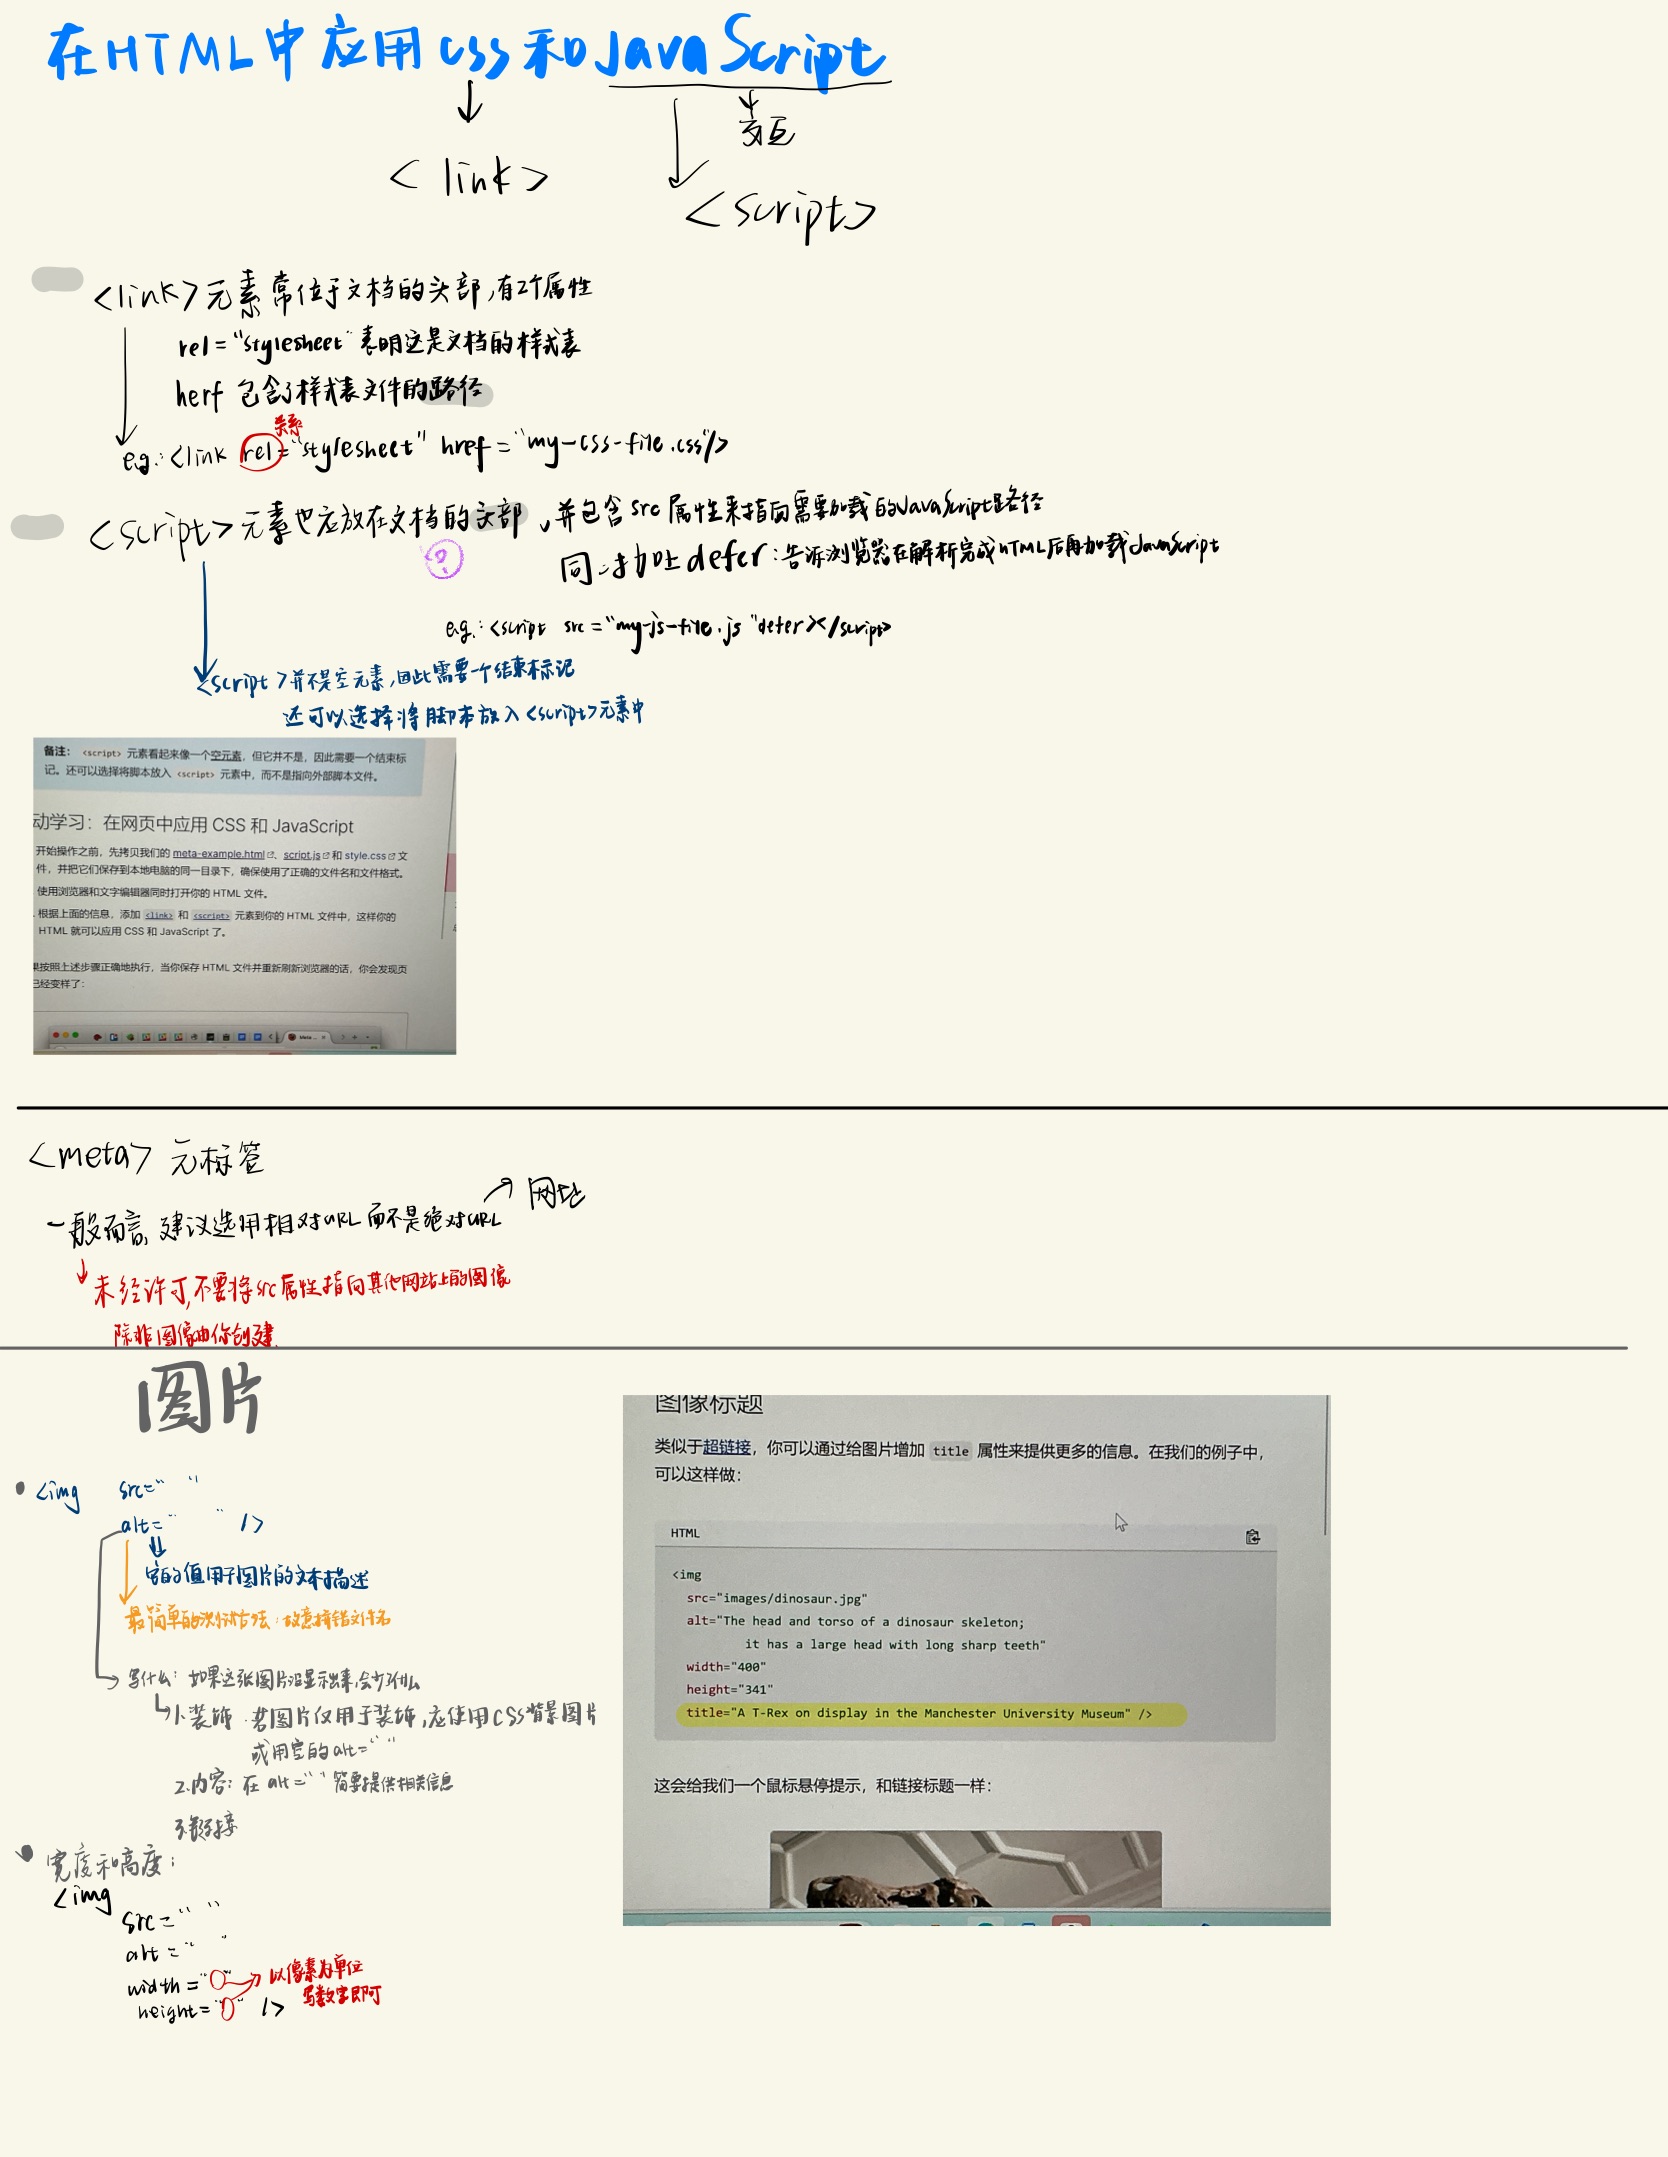 在HTML中应用CSS和JavaScript
交互
<link>
<script>
<link>元素常位于文档的头部,有2个属性
rel="stylesheet"表明这是文档的样式表
herf 包含了样式表文件的路径
关系
e.g.:<link rel="stylesheet" href="my-css-file.css"/>
<script>元素也应放在文档的头部,并包含src属性来指向需要加载的JavaScript路径
?
加上defer:告诉浏览器在解析完成HTML后再加载JavaScript
e.g.:<script src="my-js-file.js"defer></script>
<script>并不是空元素,因此需要一个结束标记
还可以选择将脚本放入<script>元素中
备注: <script> 元素看起来像一个空元素,但它并不是,因此需要一个结束标
记。还可以选择将脚本放入 <script> 元素中,而不是指向外部脚本文件。
动学习:在网页中应用 CSS 和 JavaScript
开始操作之前,先拷贝我们的 meta-example.html、script.js 和 style.css 文
件,并把它们保存到本地电脑的同一目录下,确保使用了正确的文件名和文件格式。
使用浏览器和文字编辑器同时打开你的 HTML 文件。
根据上面的信息,添加 <link> 和 <script> 元素到你的 HTML 文件中,这样你的
HTML 就可以应用 CSS 和 JavaScript 了。
果按照上述步骤正确地执行,当你保存 HTML 文件并重新刷新浏览器的话,你会发现页
已经变样了:
<meta> 元标签
网址
一般而言,建议选用相对URL而不是绝对URL
未经许可,不要将src属性指向其他网站上的图像
除非图像由你创建
图片
<img src=" "
alt=" " />
它的值用于图片的文本描述
最简单的测试方法:故意拼错文件名
写什么:如果这张图片没显示出来,会少了什么
1.装饰.若图片仅用于装饰,应使用CSS背景图片
或用空的alt=" "
2.内容:在alt=" "简要提供相关信息
3.链接
宽度和高度:
<img
src=" "
alt=" "
width=" "
以像素为单位
写数字即可
height=" " />
图像标题
类似于超链接,你可以通过给图片增加 title 属性来提供更多的信息。在我们的例子中,
可以这样做:
HTML
<img
src="images/dinosaur.jpg"
alt="The head and torso of a dinosaur skeleton;
it has a large head with long sharp teeth"
width="400"
height="341"
title="A T-Rex on display in the Manchester University Museum" />
这会给我们一个鼠标悬停提示,和链接标题一样: